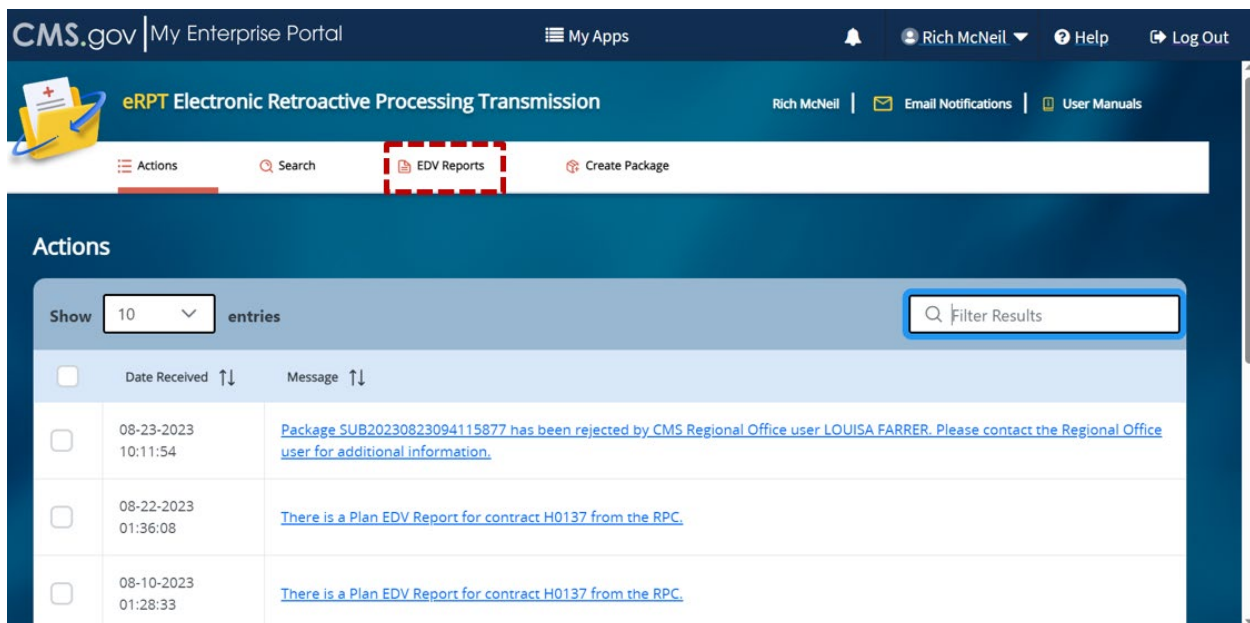 CMS.gov My Enterprise Portal My Apps Rich McNeil Help Log Out
eRPT Electronic Retroactive Processing Transmission Rich McNeil Email Notifications User Manuals
Actions Search EDV Reports Create Package
Actions
Show 10 entries Filter Results
Date Received Message
08-23-2023
10:11:54
Package SUB20230823094115877 has been rejected by CMS Regional Office user LOUISA FARRER. Please contact the Regional Office
user for additional information.
08-22-2023
01:36:08
There is a Plan EDV Report for contract H0137 from the RPC.
08-10-2023
01:28:33
There is a Plan EDV Report for contract H0137 from the RPC.